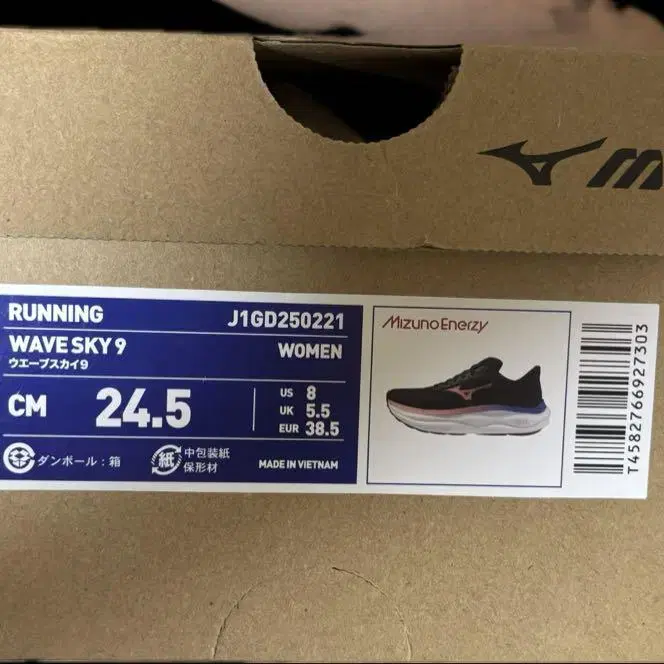 RUNNING J1GD250221
WAVE SKY 9 WOMEN
ウエーブスカイ9
CM 24.5
US 8
UK 5.5
EUR 38.5
ダンボール：箱
紙
中包装紙
保形材
MADE IN VIETNAM
MizunoEnerzy
T4582766927303